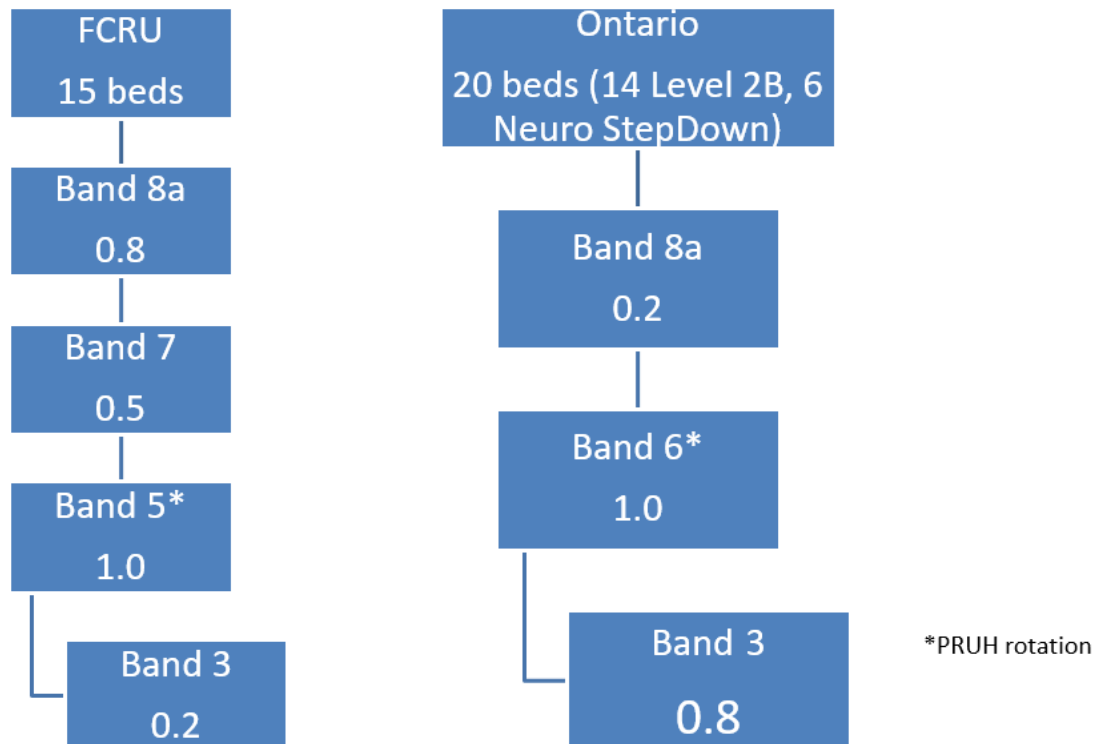 FCRU
15 beds
Band 8a
0.8
Band 7
0.5
Band 5*
1.0
Band 3
0.2
Ontario
20 beds (14 Level 2B, 6
Neuro StepDown)
Band 8a
0.2
Band 6*
1.0
Band 3
0.8
*PRUH rotation